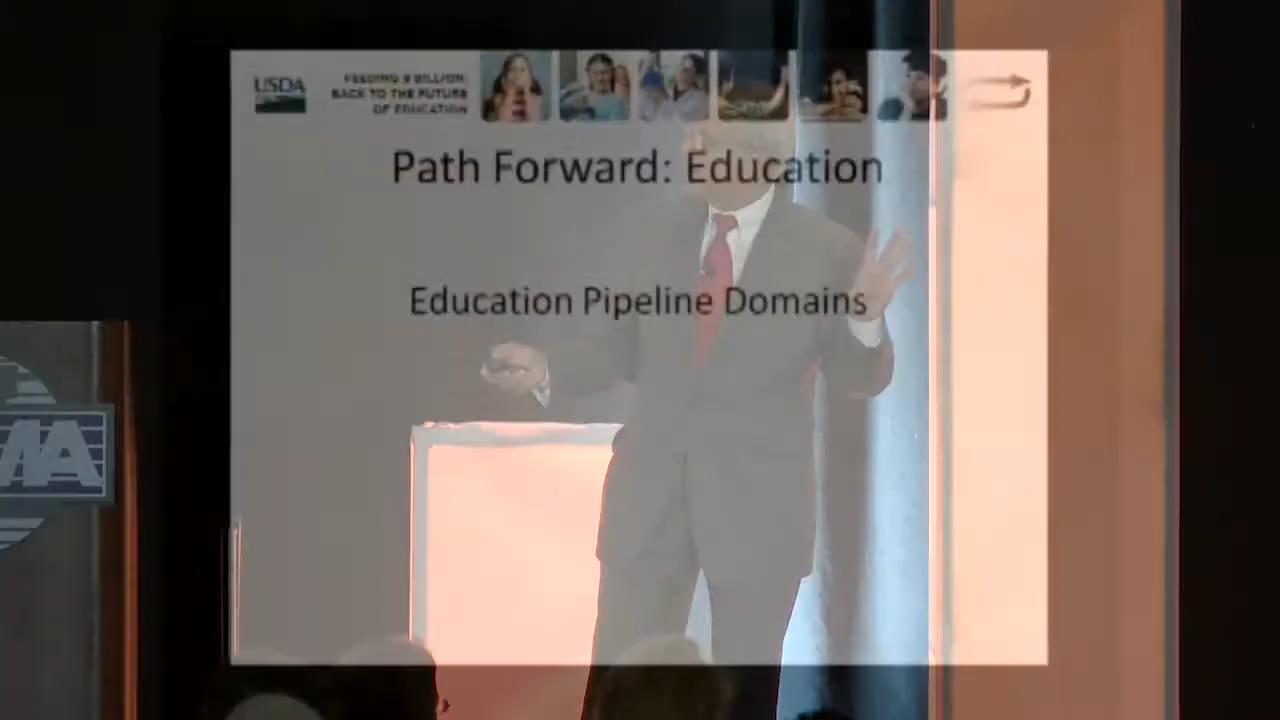 USDA
FEEDING 9 BILLION:
BACK TO THE FUTURE
OF EDUCATION
Path Forward: Education
Education Pipeline Domains